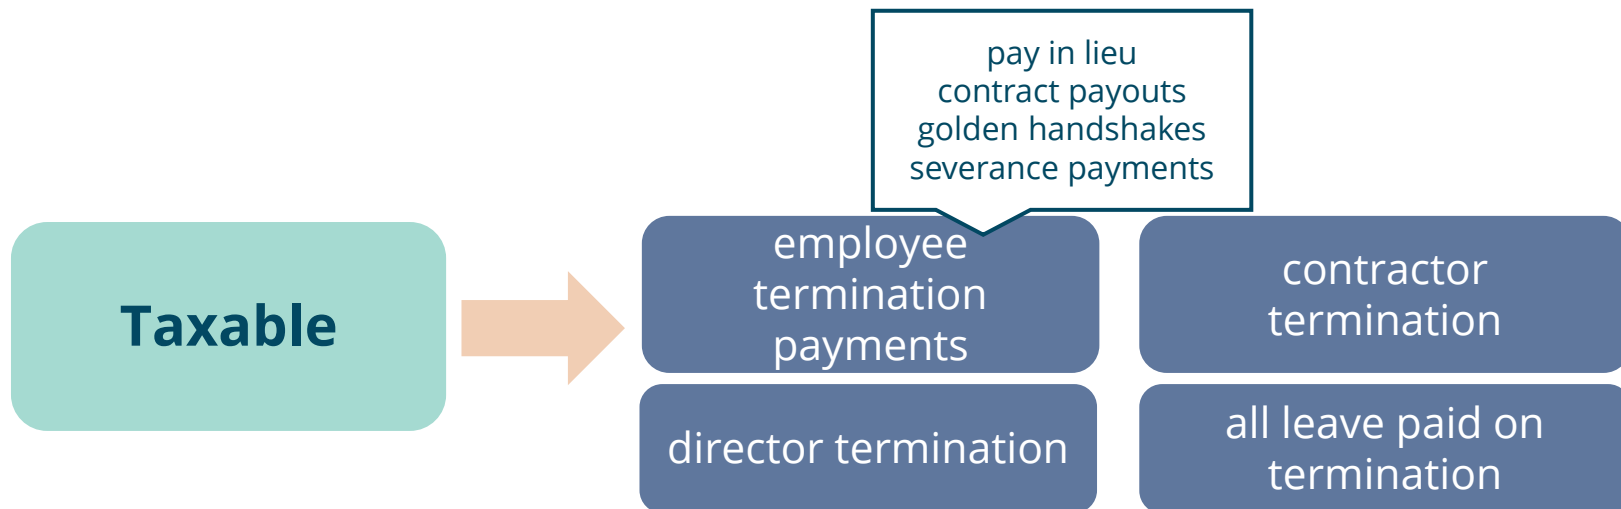 pay in lieu
contract payouts
golden handshakes
severance payments
Taxable
employee
termination
payments
contractor
termination
director termination
all leave paid on
termination